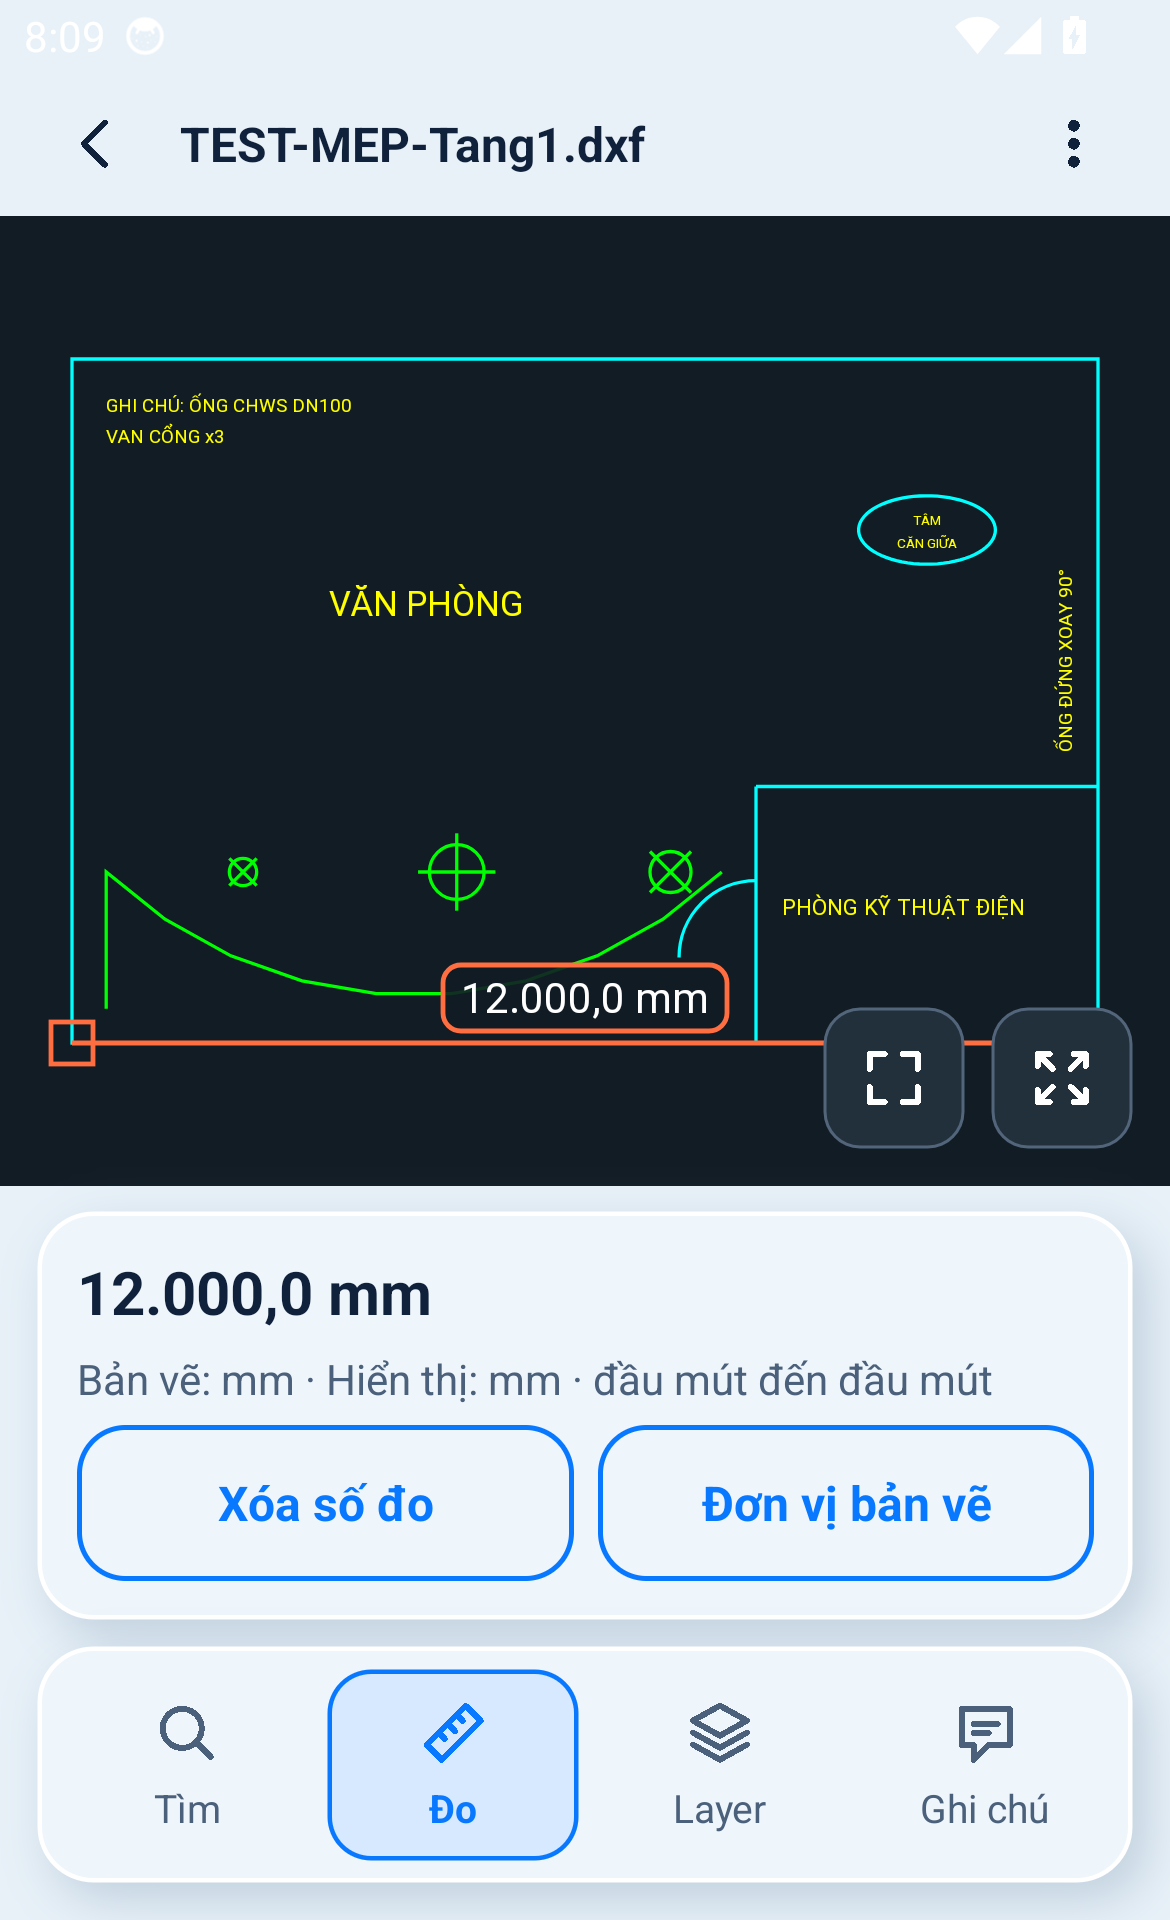 8:09
TEST-MEP-Tang1.dxf
GHI CHÚ: ỐNG CHWS DN100
VAN CỔNG x3
TÂM
CĂN GIỮA
VĂN PHÒNG
ỐNG ĐỨNG XOAY 90°
PHÒNG KỸ THUẬT ĐIỆN
12.000,0 mm
12.000,0 mm
Bản vẽ: mm · Hiển thị: mm · đầu mút đến đầu mút
Xóa số đo
Đơn vị bản vẽ
Tìm
Đo
Layer
Ghi chú